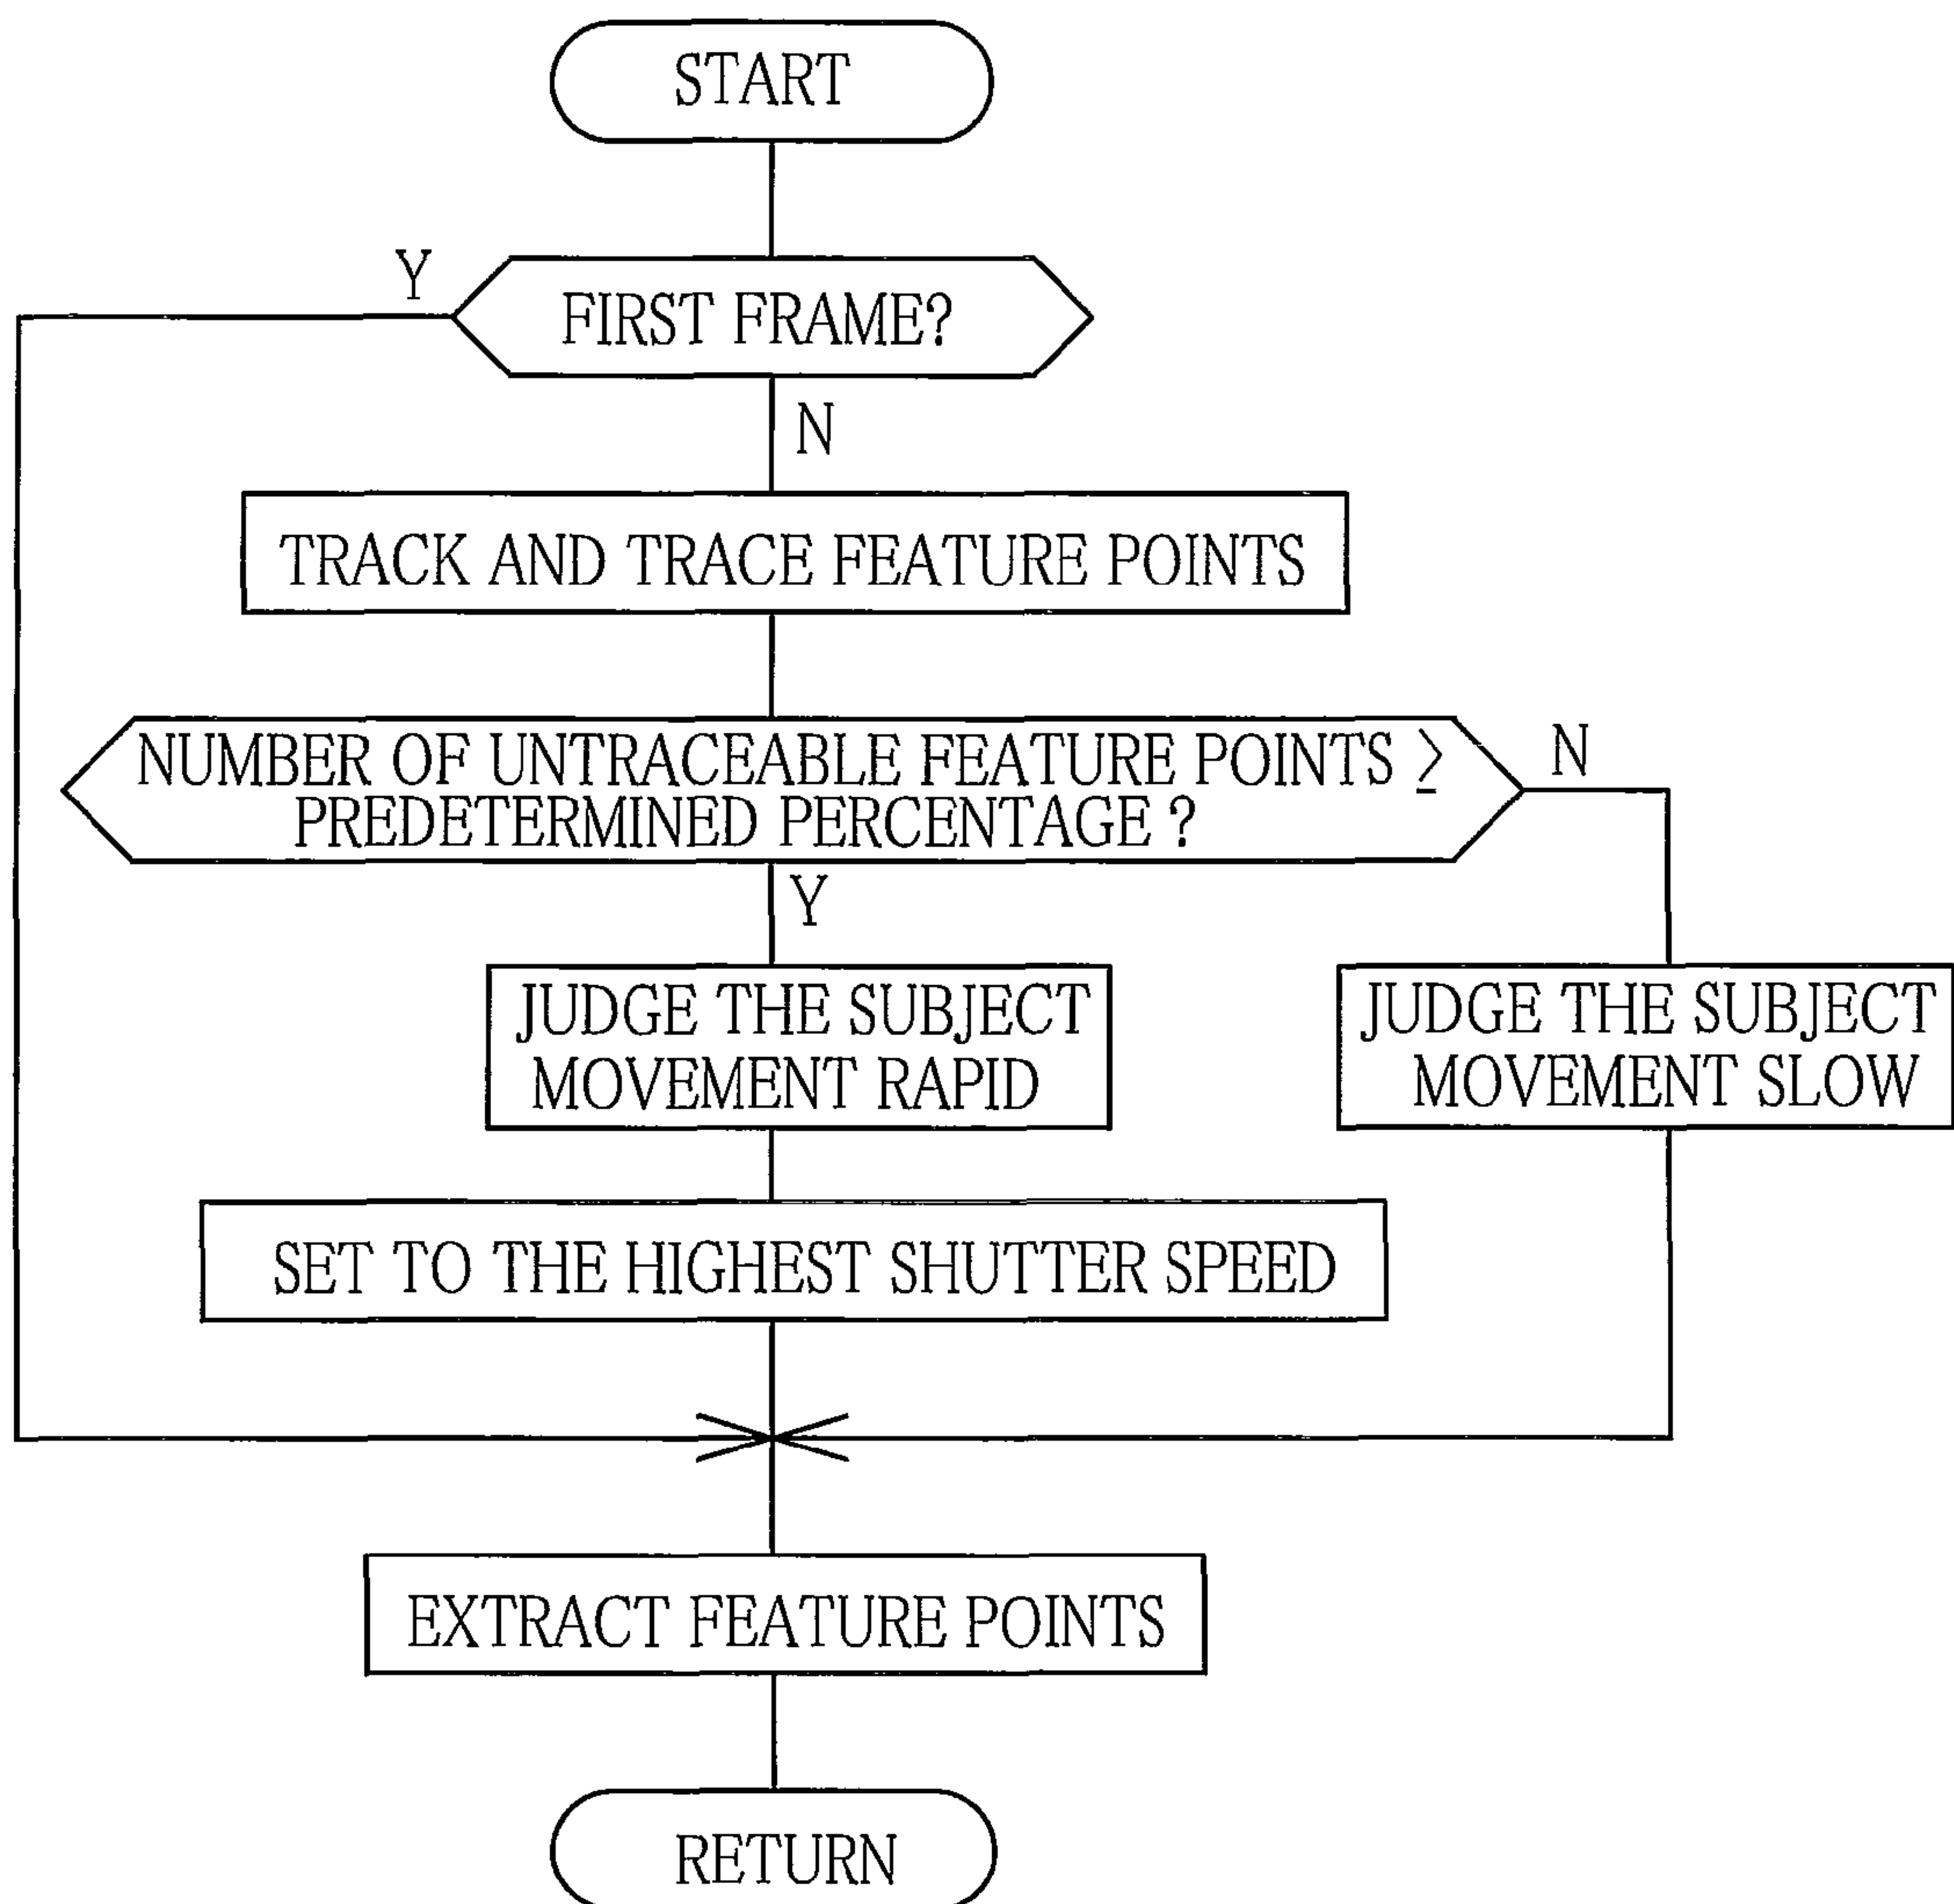 START
Y
FIRST FRAME?
N
TRACK AND TRACE FEATURE POINTS
NUMBER OF UNTRACEABLE FEATURE POINTS ≥
PREDETERMINED PERCENTAGE ?
N
Y
JUDGE THE SUBJECT
MOVEMENT RAPID
JUDGE THE SUBJECT
MOVEMENT SLOW
SET TO THE HIGHEST SHUTTER SPEED
EXTRACT FEATURE POINTS
RETURN